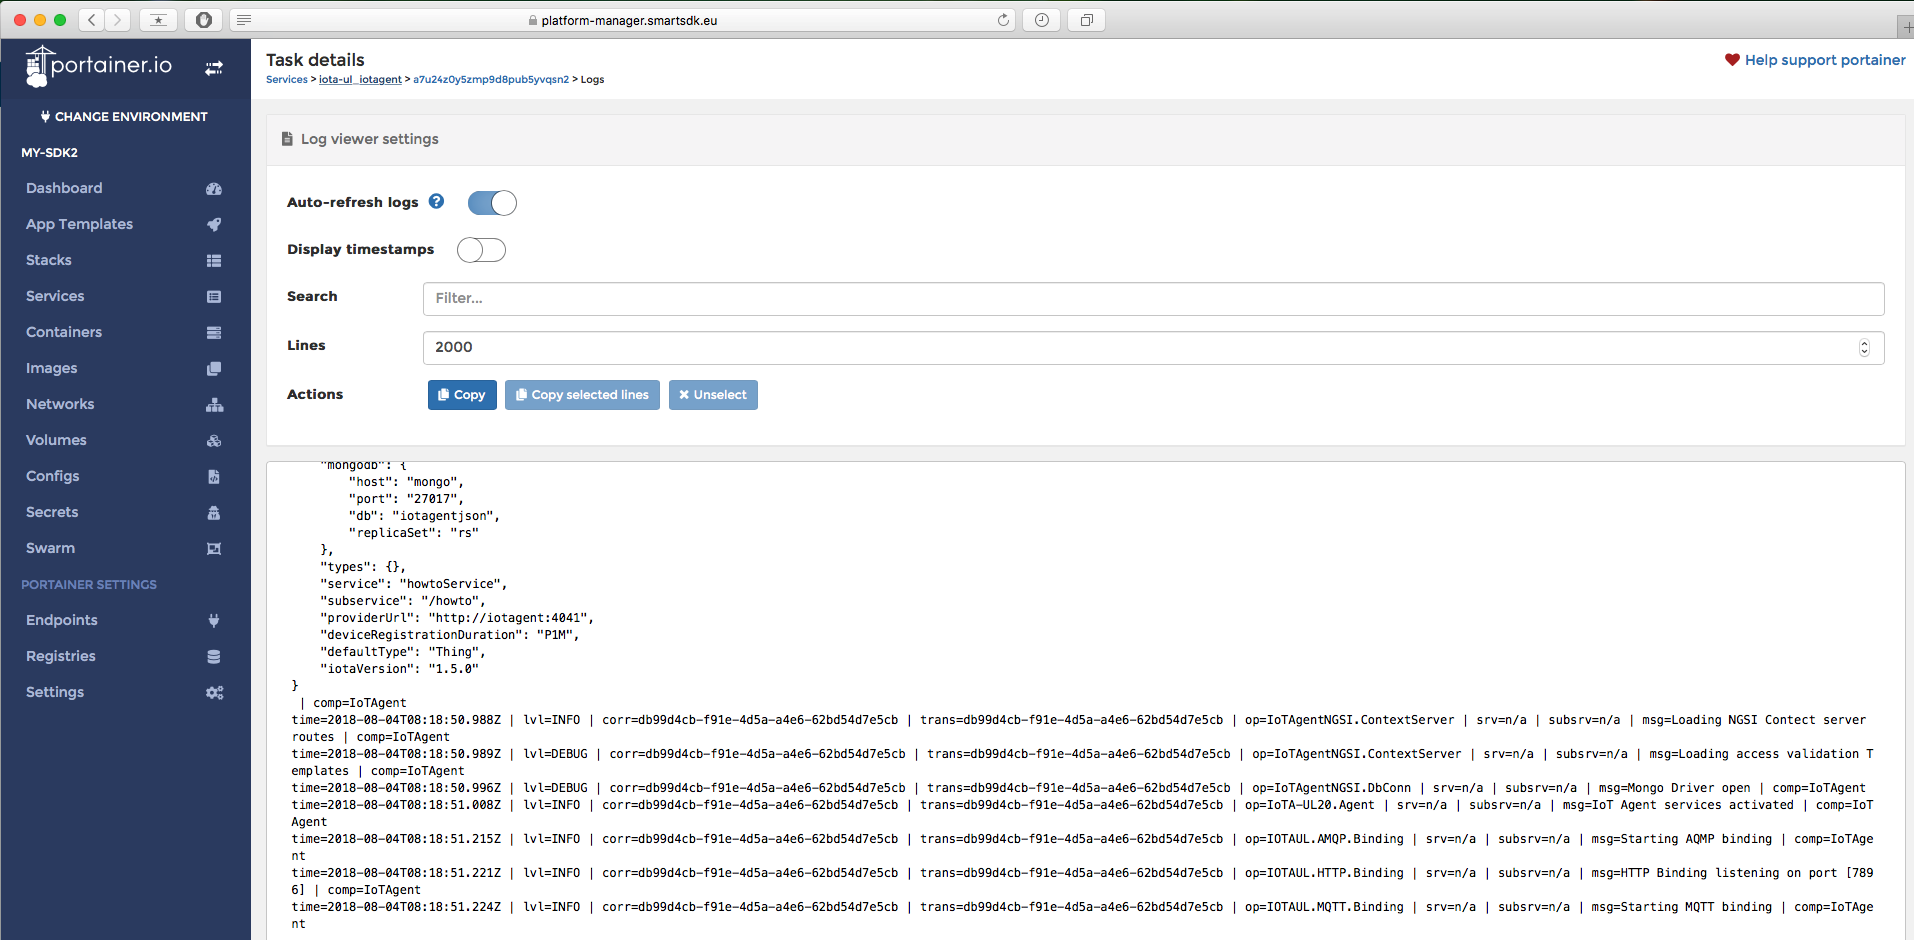 platform-manager.smartsdk.eu
portainer.io
CHANGE ENVIRONMENT
MY-SDK2
Dashboard
App Templates
Stacks
Services
Containers
Images
Networks
Volumes
Configs
Secrets
Swarm
PORTAINER SETTINGS
Endpoints
Registries
Settings
Task details
Help support portainer
Services > iota-ul_iotagent > a7u24z0y5zmp9d8pub5yvqsn2 > Logs
Log viewer settings
Auto-refresh logs
Display timestamps
Search Filter...
Lines 2000
Actions Copy Copy selected lines Unselect
"mongodb": {
"host": "mongo",
"port": "27017",
"db": "iotagentjson",
"replicaSet": "rs"
},
"types": {},
"service": "howtoService",
"subservice": "/howto",
"providerUrl": "http://iotagent:4041",
"deviceRegistrationDuration": "P1M",
"defaultType": "Thing",
"iotaVersion": "1.5.0"
}
| comp=IoTAgent
time=2018-08-04T08:18:50.988Z | lvl=INFO | corr=db99d4cb-f91e-4d5a-a4e6-62bd54d7e5cb | trans=db99d4cb-f91e-4d5a-a4e6-62bd54d7e5cb | op=IoTAgentNGSI.ContextServer | srv=n/a | subsrv=n/a | msg=Loading NGSI Contect server
routes | comp=IoTAgent
time=2018-08-04T08:18:50.989Z | lvl=DEBUG | corr=db99d4cb-f91e-4d5a-a4e6-62bd54d7e5cb | trans=db99d4cb-f91e-4d5a-a4e6-62bd54d7e5cb | op=IoTAgentNGSI.ContextServer | srv=n/a | subsrv=n/a | msg=Loading access validation T
emplates | comp=IoTAgent
time=2018-08-04T08:18:50.996Z | lvl=DEBUG | corr=db99d4cb-f91e-4d5a-a4e6-62bd54d7e5cb | trans=db99d4cb-f91e-4d5a-a4e6-62bd54d7e5cb | op=IoTAgentNGSI.DbConn | srv=n/a | subsrv=n/a | msg=Mongo Driver open | comp=IoTAgent
time=2018-08-04T08:18:51.008Z | lvl=INFO | corr=db99d4cb-f91e-4d5a-a4e6-62bd54d7e5cb | trans=db99d4cb-f91e-4d5a-a4e6-62bd54d7e5cb | op=IoTA-UL20.Agent | srv=n/a | subsrv=n/a | msg=IoT Agent services activated | comp=IoT
Agent
time=2018-08-04T08:18:51.215Z | lvl=INFO | corr=db99d4cb-f91e-4d5a-a4e6-62bd54d7e5cb | trans=db99d4cb-f91e-4d5a-a4e6-62bd54d7e5cb | op=IOTAUL.AMQP.Binding | srv=n/a | subsrv=n/a | msg=Starting AQMP binding | comp=IoTAge
nt
time=2018-08-04T08:18:51.221Z | lvl=INFO | corr=db99d4cb-f91e-4d5a-a4e6-62bd54d7e5cb | trans=db99d4cb-f91e-4d5a-a4e6-62bd54d7e5cb | op=IOTAUL.HTTP.Binding | srv=n/a | subsrv=n/a | msg=HTTP Binding listening on port [789
6] | comp=IoTAgent
time=2018-08-04T08:18:51.224Z | lvl=INFO | corr=db99d4cb-f91e-4d5a-a4e6-62bd54d7e5cb | trans=db99d4cb-f91e-4d5a-a4e6-62bd54d7e5cb | op=IOTAUL.MQTT.Binding | srv=n/a | subsrv=n/a | msg=Starting MQTT binding | comp=IoTAge
nt